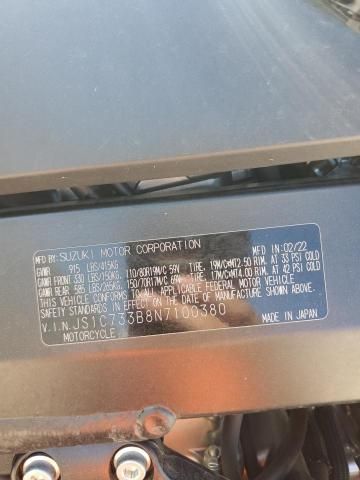 MFD BY SUZUKI MOTOR CORPORATION MFD IN 02/22
GVWR 915 LBS/415KG
GAWR FRONT 330 LBS/150KG, 110/80R19M/C 59V TIRE, 19M/C×MT2.50 RIM. AT 33 PSI COLD
GAWR REAR 585 LBS/265KG, 150/70R17M/C 69V TIRE, 17M/C×MT4.00 RIM. AT 42 PSI COLD
THIS VEHICLE CONFORMS TO ALL APPLICABLE FEDERAL MOTOR VEHICLE
SAFETY STANDARDS IN EFFECT ON THE DATE OF MANUFACTURE SHOWN ABOVE.
V.I.N. JS1C733B8N7100380
MOTORCYCLE MADE IN JAPAN